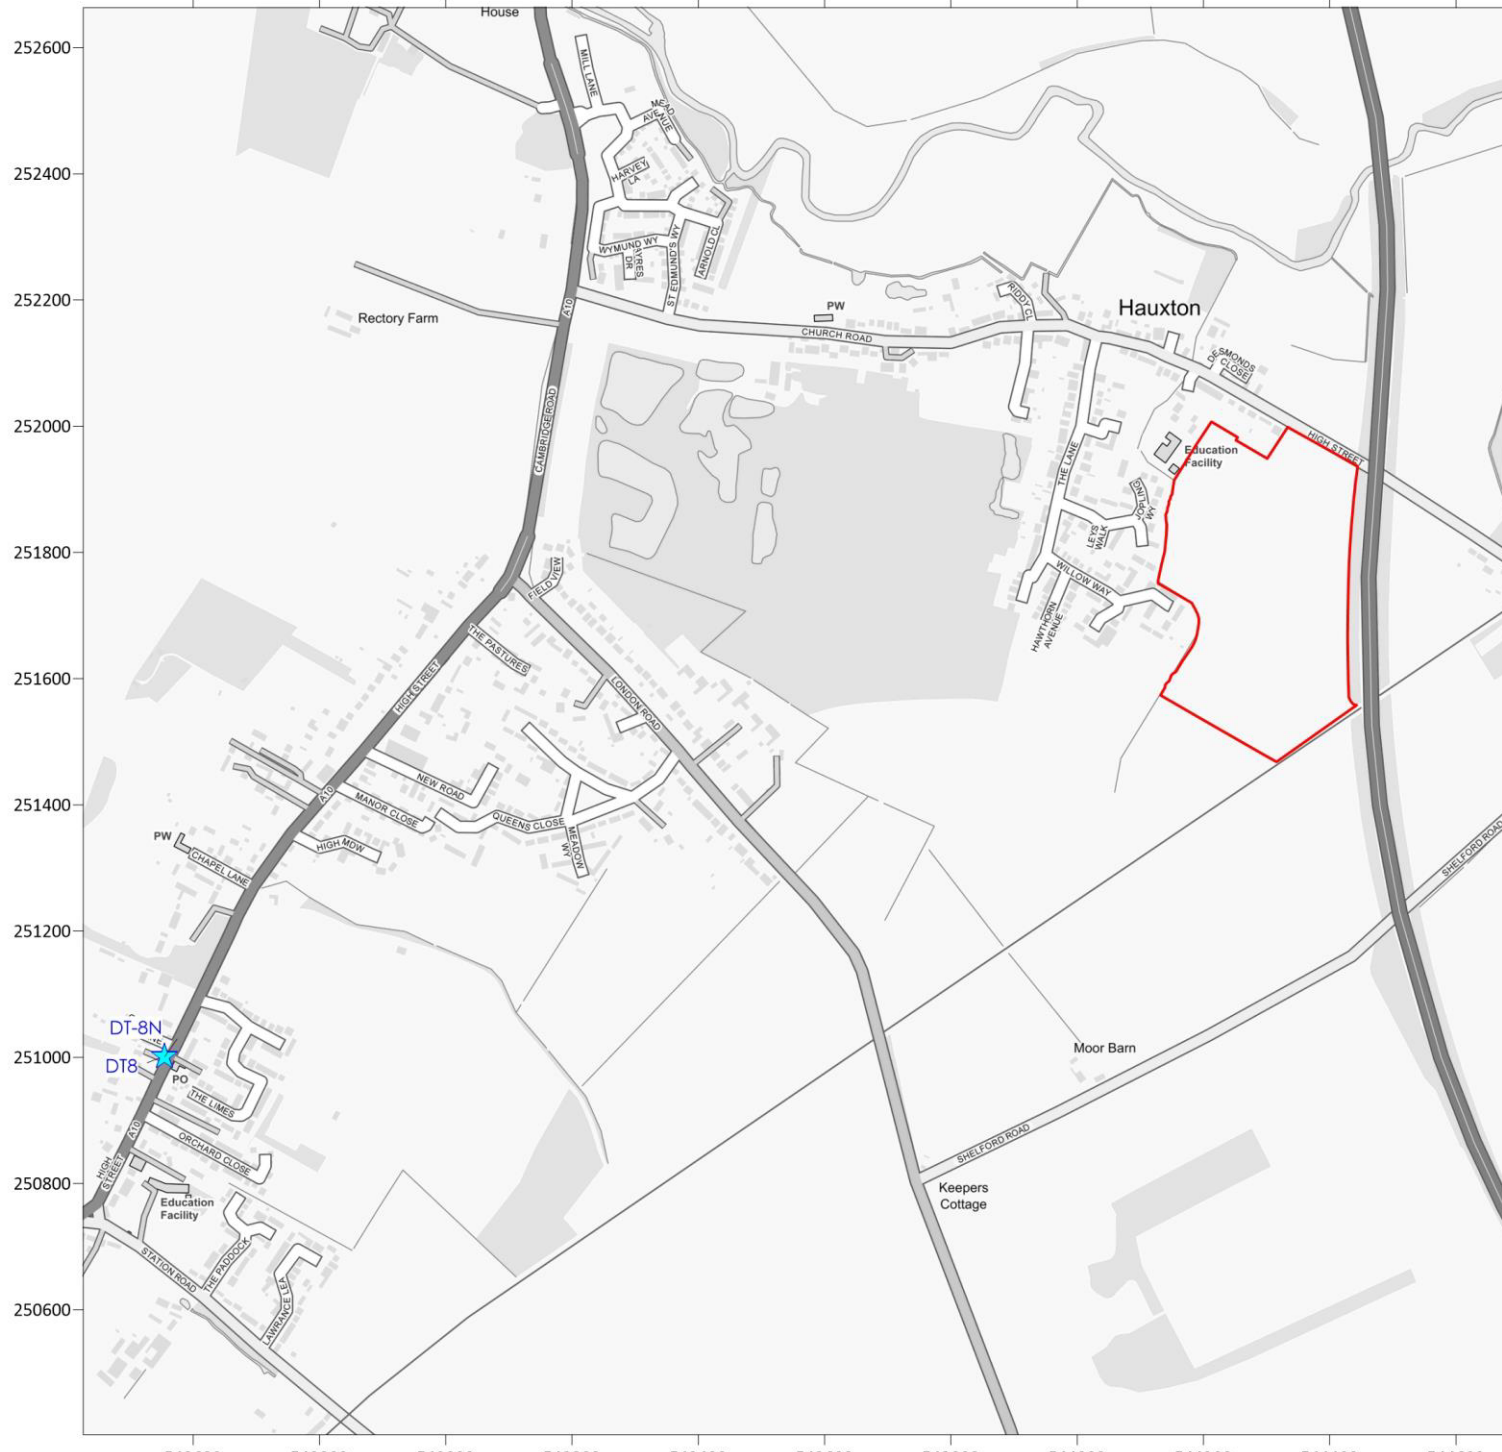 House
252600
MILL LANE
MEAD
AVENUE
252400
HARVEY
LA
WYMUND WY
AYRES
DR
ST EDMUND'S WY
ARNOLD CL
252200
A10
Rectory Farm
PW
CHURCH ROAD
RIDDY CL
Hauxton
DESMONDS
CLOSE
252000
CAMBRIDGE ROAD
THE LANE
Education
Facility
HIGH STREET
JOPLING
WY
LEYS
WALK
251800
FIELD VIEW
WILLOW WAY
HAWTHORN
AVENUE
THE PASTURES
251600
HIGH STREET
LONDON ROAD
NEW ROAD
251400
A10
MANOR CLOSE
QUEENS CLOSE
MEADOW
WY
HIGH MDW
PW
CHAPEL LANE
SHELFORD ROAD
251200
DT-8N
251000
DT8
PO
Moor Barn
THE LIMES
A10
ORCHARD CLOSE
SHELFORD ROAD
HIGH
STREET
250800
Education
Facility
Keepers
Cottage
STATION ROAD
THE PADDOCK
LAWRANCE LEA
250600